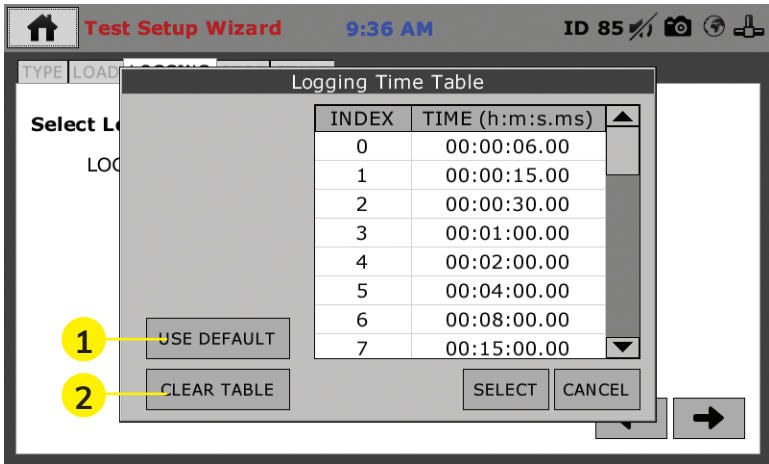 Test Setup Wizard 9:36 AM ID 85
TYPE LOAD
Logging Time Table
Select
INDEX TIME (h:m:s.ms)
0 00:00:06.00
1 00:00:15.00
2 00:00:30.00
3 00:01:00.00
4 00:02:00.00
5 00:04:00.00
6 00:08:00.00
7 00:15:00.00
1 USE DEFAULT
2 CLEAR TABLE SELECT CANCEL